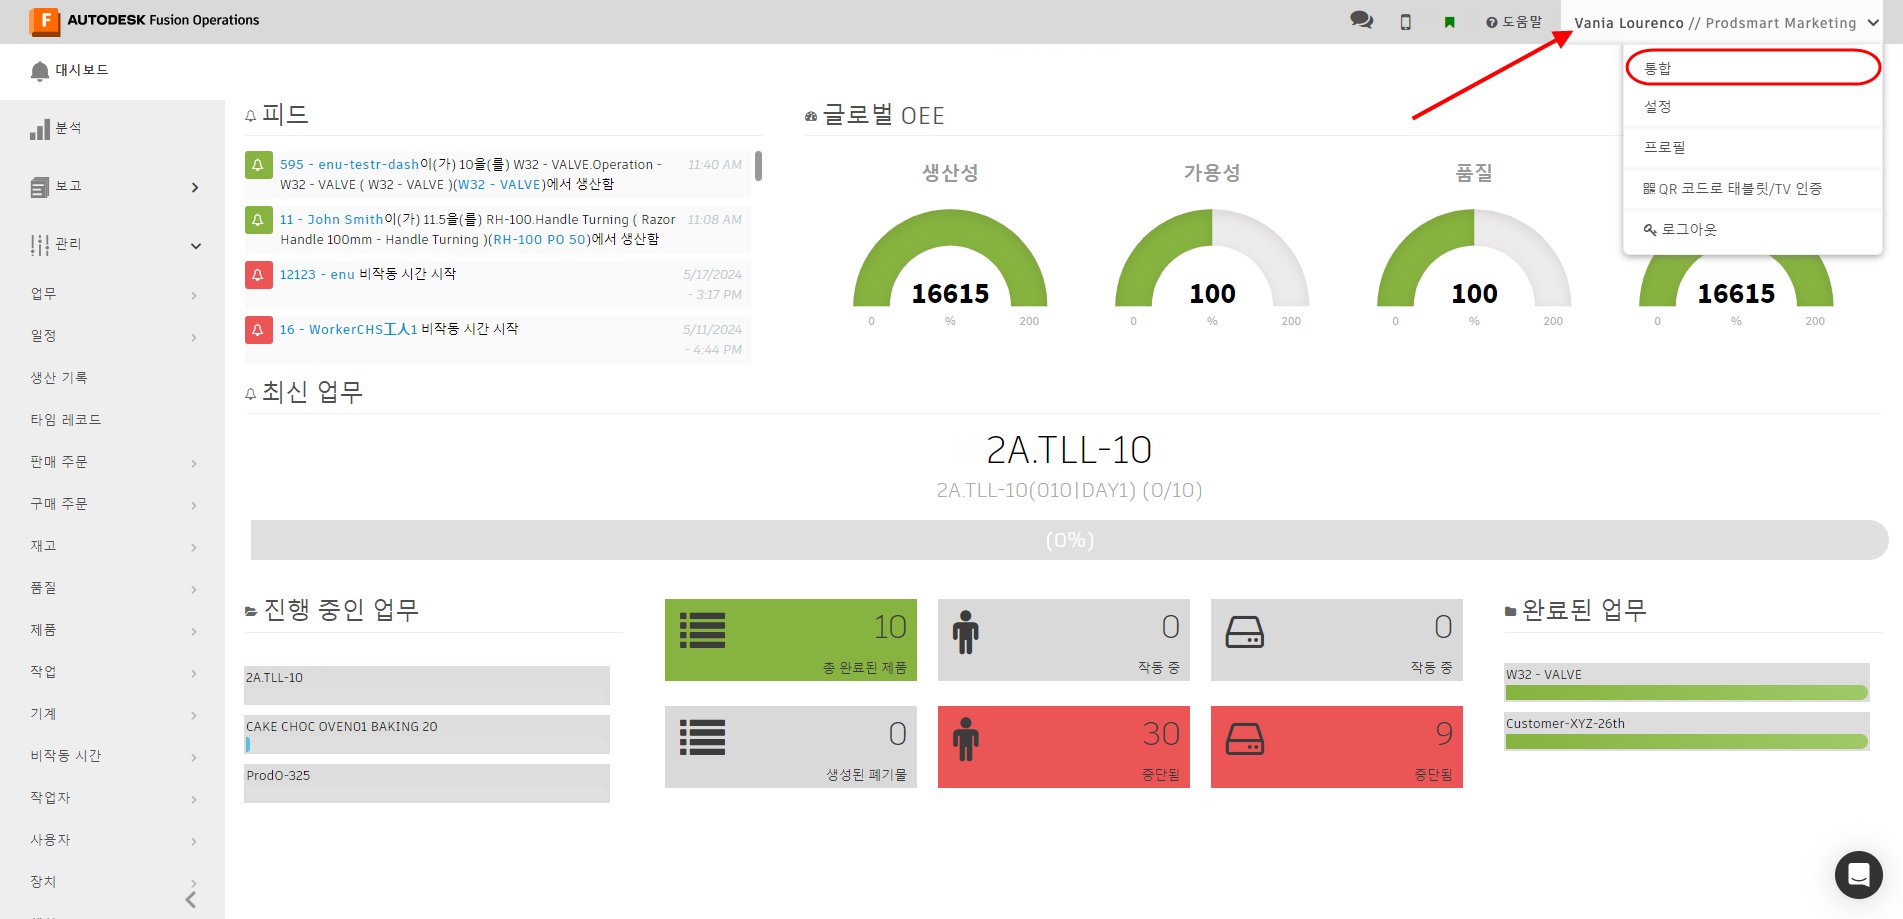 F AUTODESK Fusion Operations
도움말
Vania Lourenco // Prodsmart Marketing
통합
설정
프로필
QR 코드로 태블릿/TV 인증
로그아웃
대시보드
분석
보고
관리
업무
일정
생산 기록
타임 레코드
판매 주문
구매 주문
재고
품질
제품
작업
기계
비작동 시간
작업자
사용자
장치
피드
595 - enu-testr-dash이(가) 10을(를) W32 - VALVE.Operation -
W32 - VALVE ( W32 - VALVE )(W32 - VALVE)에서 생산함
11:40 AM
11 - John Smith이(가) 11.5을(를) RH-100.Handle Turning ( Razor
Handle 100mm - Handle Turning )(RH-100 PO 50)에서 생산함
11:08 AM
12123 - enu 비작동 시간 시작
5/17/2024
- 3:17 PM
16 - WorkerCHS工人1 비작동 시간 시작
5/11/2024
- 4:44 PM
글로벌 OEE
생산성
16615
0 % 200
가용성
100
0 % 200
품질
100
0 % 200
16615
0 % 200
최신 업무
2A.TLL-10
2A.TLL-10(010|DAY1) (0/10)
(0%)
진행 중인 업무
2A.TLL-10
CAKE CHOC OVEN01 BAKING 20
ProdO-325
10
총 완료된 제품
0
작동 중
0
작동 중
0
생성된 폐기물
30
중단됨
9
중단됨
완료된 업무
W32 - VALVE
Customer-XYZ-26th